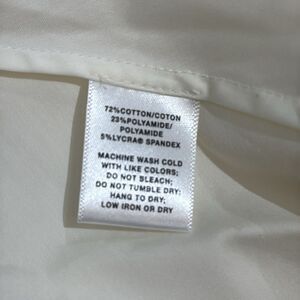 72%COTTON/COTON
23%POLYAMIDE/
POLYAMIDE
5%LYCRA® SPANDEX
MACHINE WASH COLD
WITH LIKE COLORS;
DO NOT BLEACH;
DO NOT TUMBLE DRY;
HANG TO DRY;
LOW IRON OR DRY